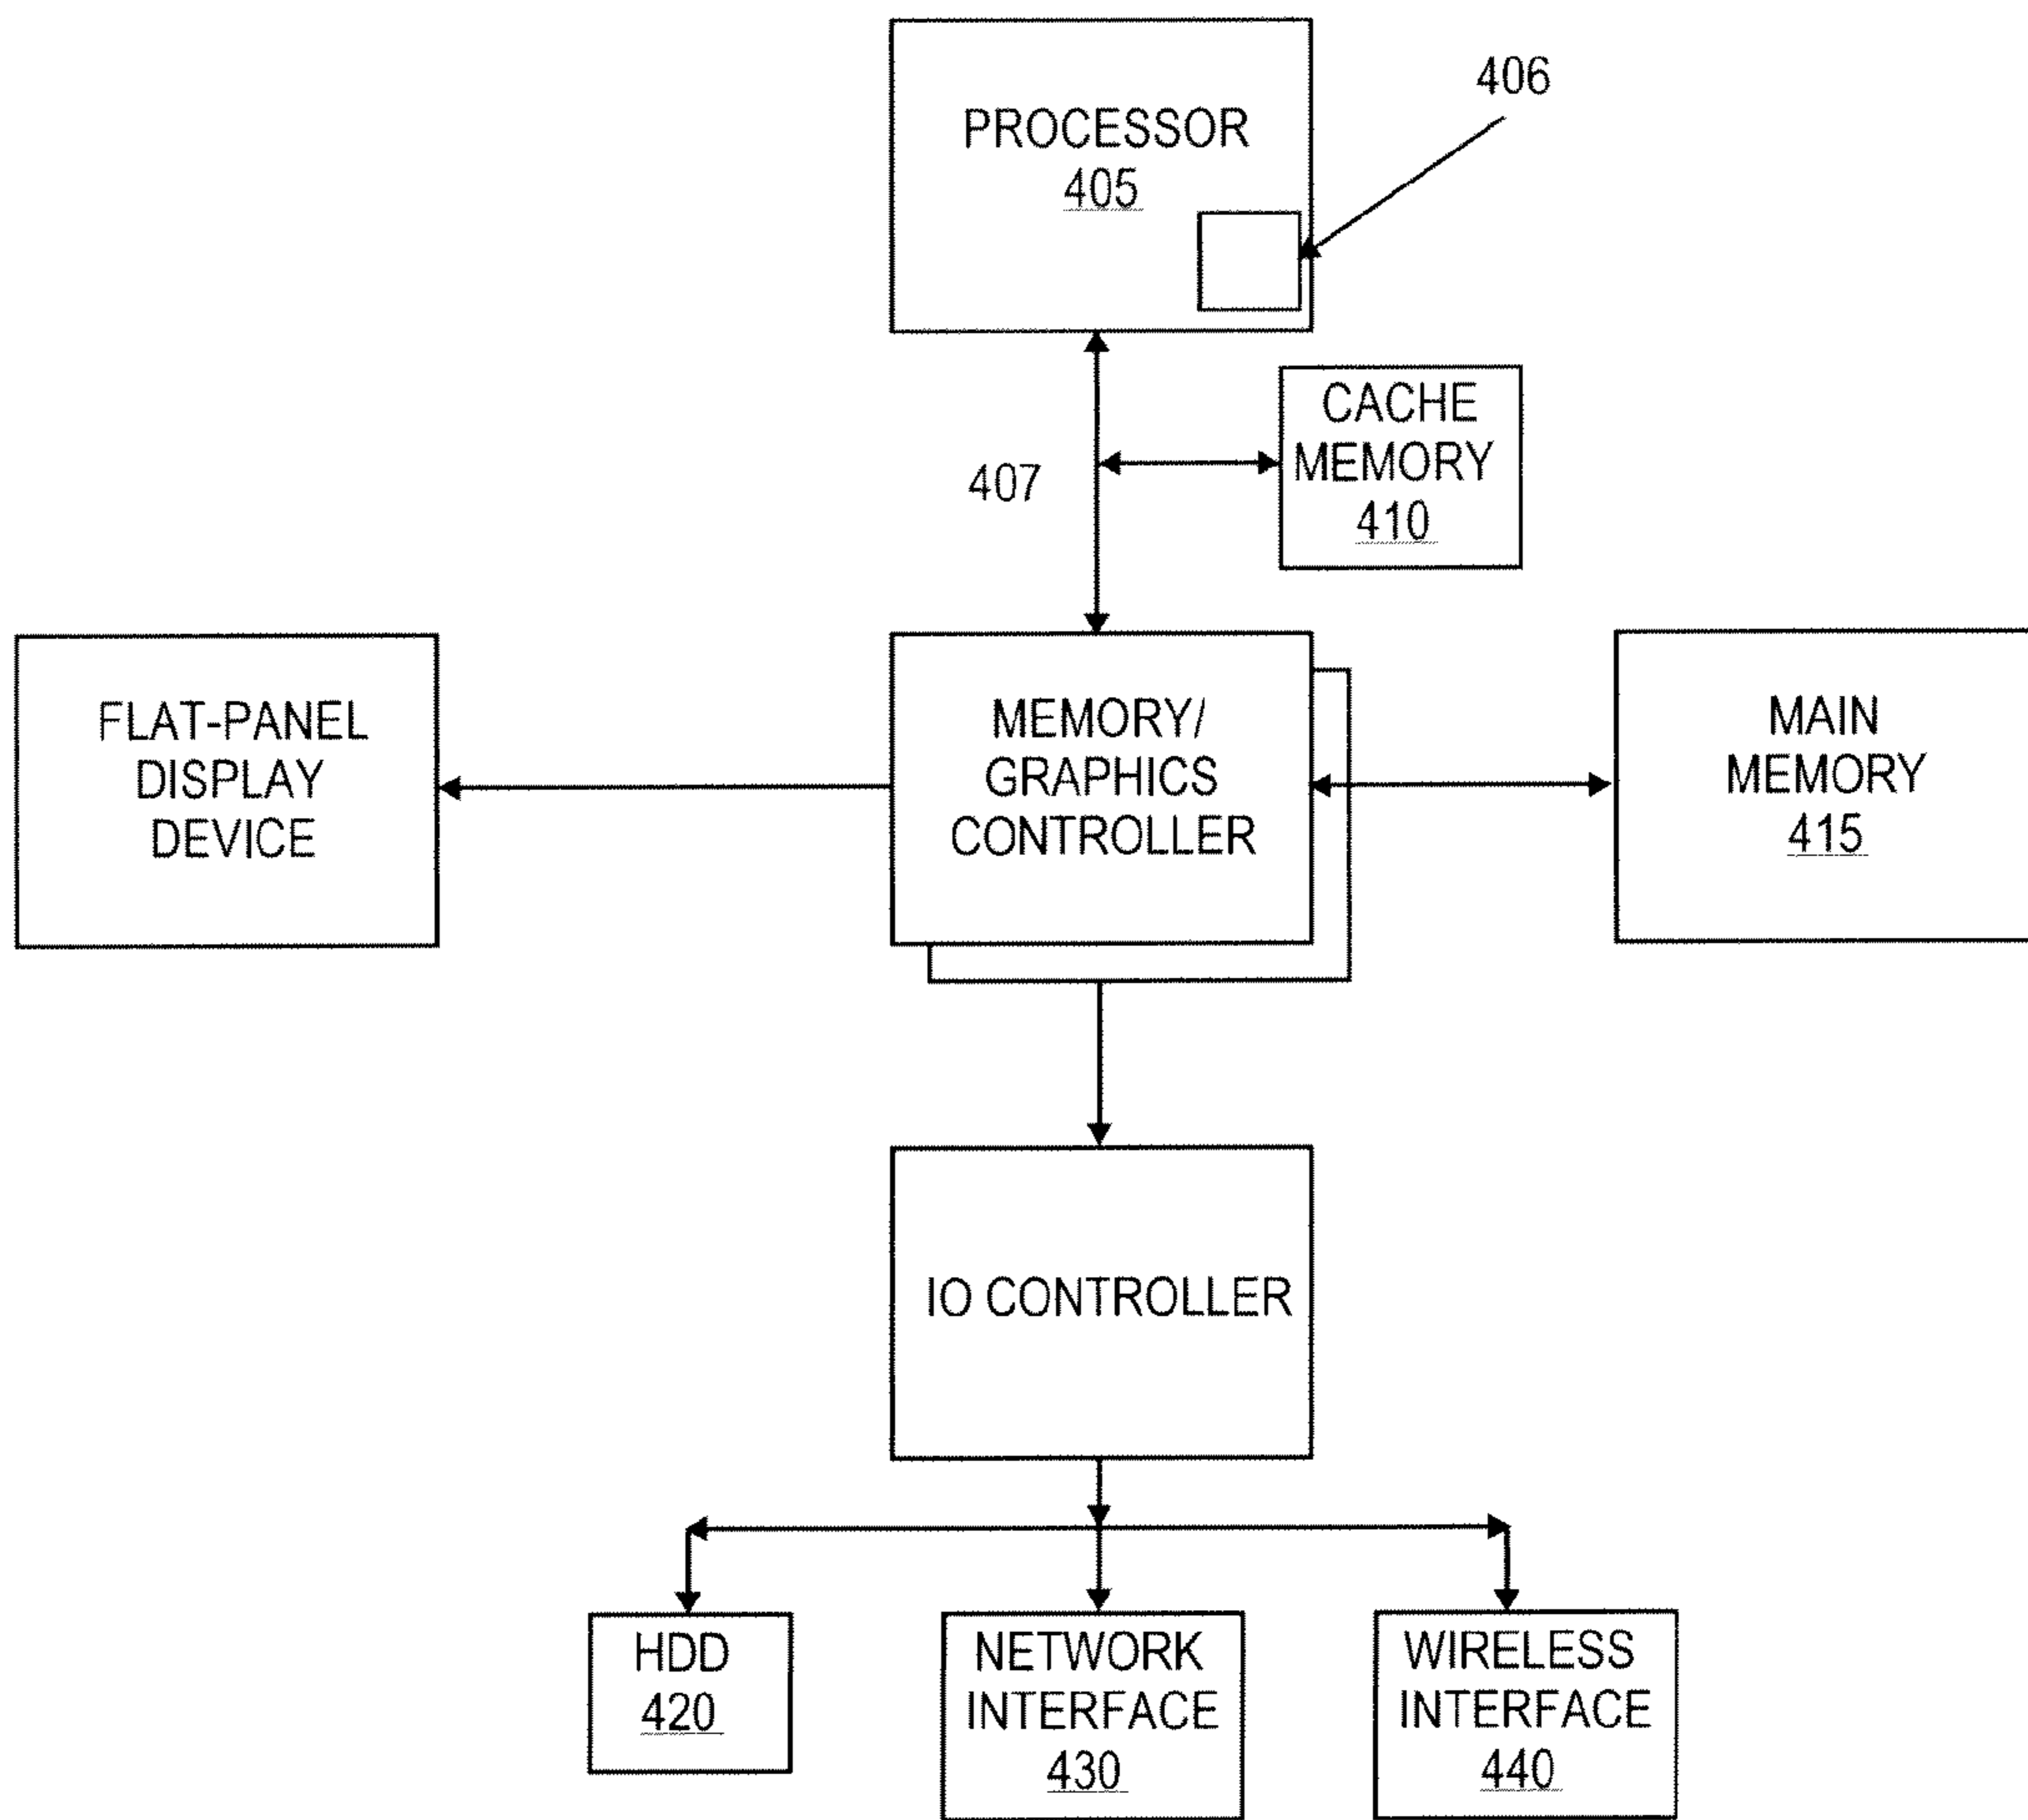 PROCESSOR
405
406
407
CACHE
MEMORY
410
FLAT-PANEL
DISPLAY
DEVICE
MEMORY/
GRAPHICS
CONTROLLER
MAIN
MEMORY
415
IO CONTROLLER
HDD
420
NETWORK
INTERFACE
430
WIRELESS
INTERFACE
440